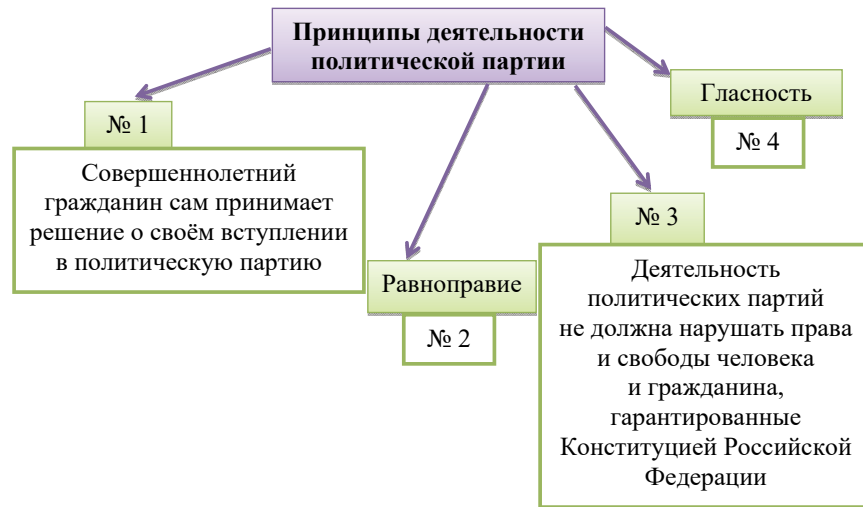 Принципы деятельности
политической партии
№ 1
Совершеннолетний
гражданин сам принимает
решение о своём вступлении
в политическую партию
Равноправие
№ 2
№ 3
Деятельность
политических партий
не должна нарушать права
и свободы человека
и гражданина,
гарантированные
Конституцией Российской
Федерации
Гласность
№ 4